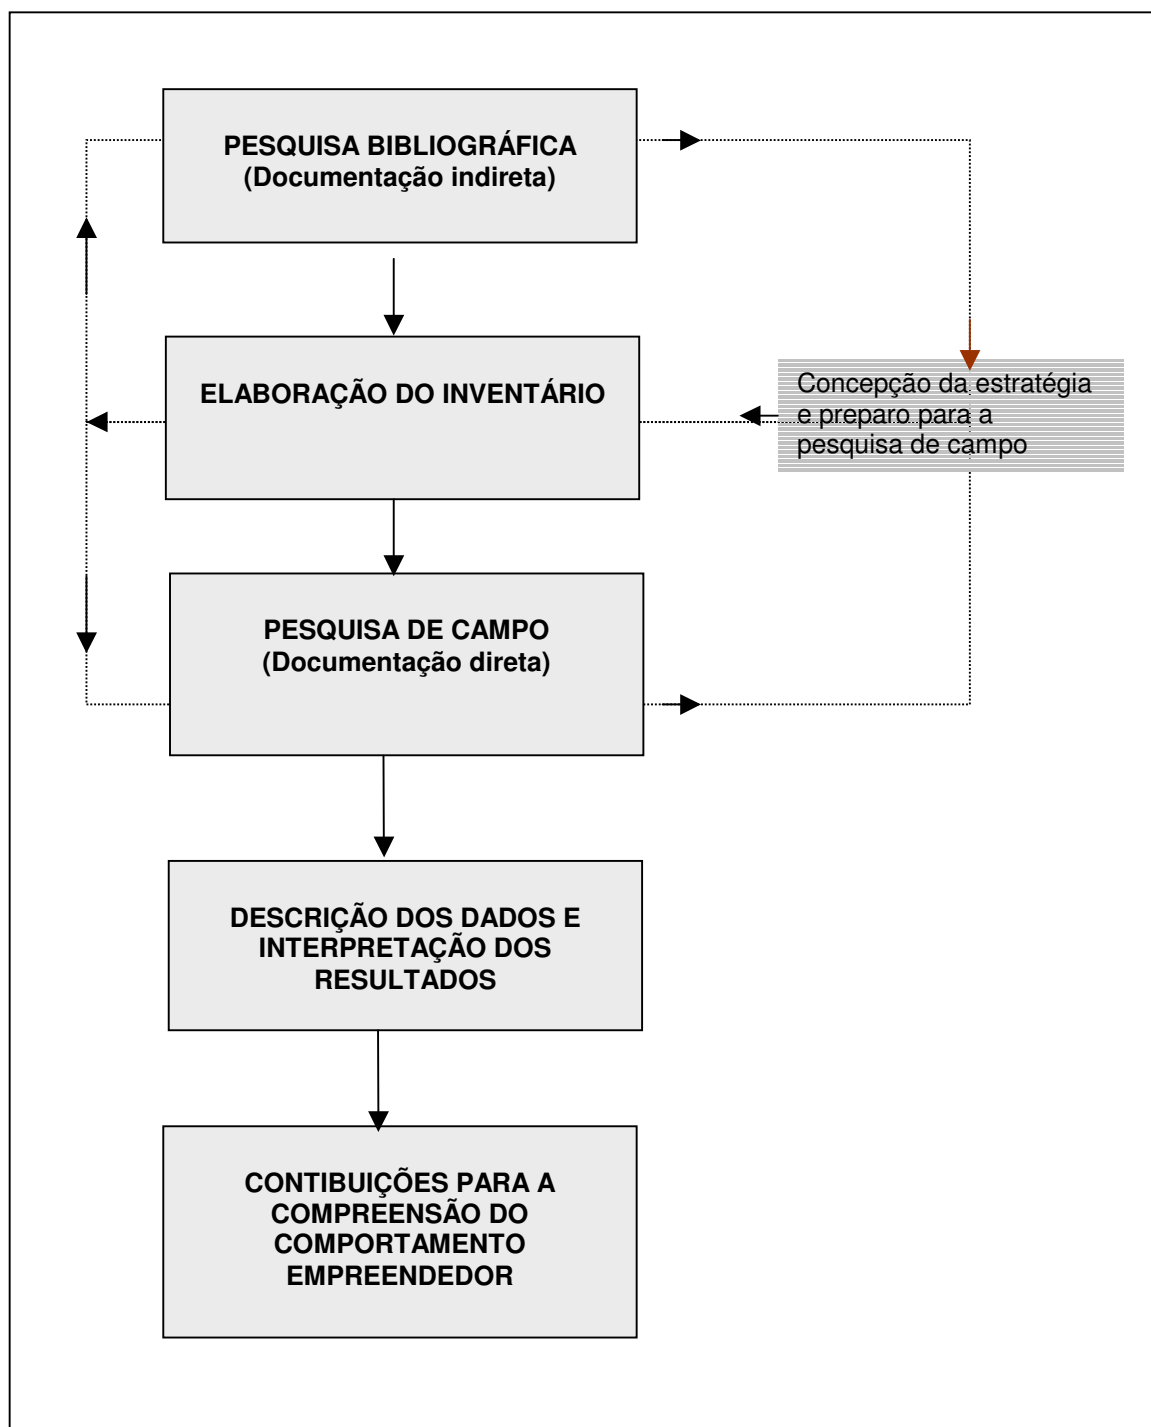 PESQUISA BIBLIOGRÁFICA
(Documentação indireta)
ELABORAÇÃO DO INVENTÁRIO
Concepção da estratégia
e preparo para a
pesquisa de campo
PESQUISA DE CAMPO
(Documentação direta)
DESCRIÇÃO DOS DADOS E
INTERPRETAÇÃO DOS
RESULTADOS
CONTIBUIÇÕES PARA A
COMPREENSÃO DO
COMPORTAMENTO
EMPREENDEDOR